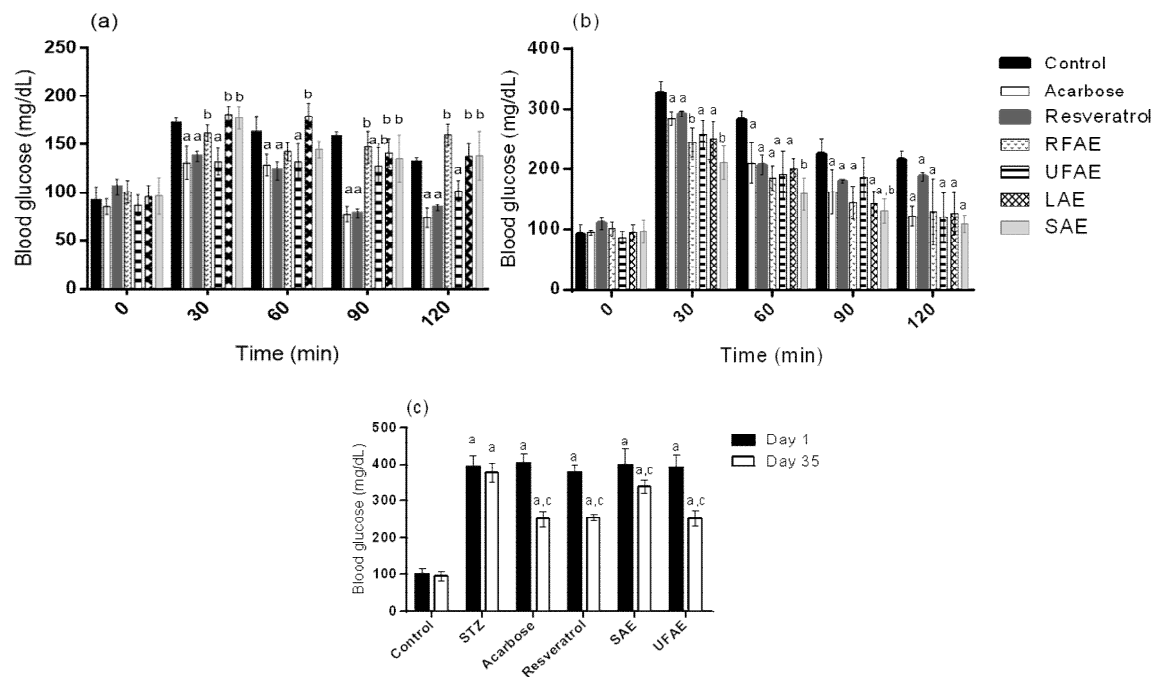 (a)
Blood glucose (mg/dL)
250
200
150
100
50
0
b
a a
b
a
b b
a a
a
b
b
b
a,b
b b
a a
b
a
b b
a a
0 30 60 90 120
Time (min)
(b)
Blood glucose (mg/dL)
400
300
200
100
0
a a
b
a a
b
a
a
a a a
b
a
a a
a
a,b
a
a
a a a
a
0 30 60 90 120
Time (min)
Control
Acarbose
Resveratrol
RFAE
UFAE
LAE
SAE
(c)
Blood glucose (mg/dL)
500
400
300
200
100
0
a a
a
a,c
a
a,c
a
a,c
a
a,c
Control STZ Acarbose Resveratrol SAE UFAE
Day 1
Day 35